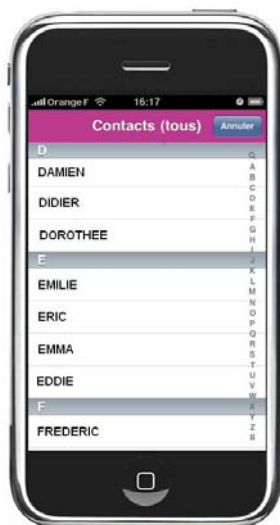 Orange F 16:17
Contacts (tous) Annuler
D
DAMIEN
DIDIER
DOROTHEE
E
EMILIE
ERIC
EMMA
EDDIE
F
FREDERIC
A
B
C
D
E
F
G
H
I
J
K
L
M
N
O
P
Q
R
S
T
U
V
W
X
Y
Z
#